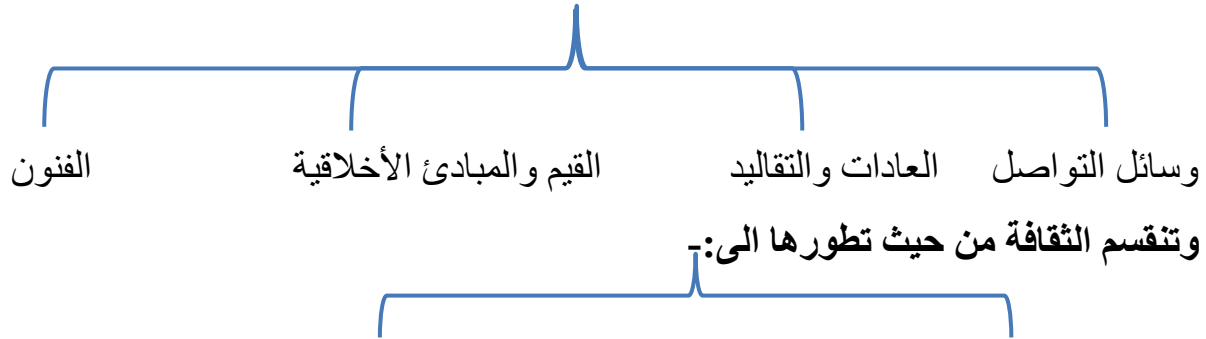 وسائل التواصل العادات والتقاليد القيم والمبادئ الأخلاقية الفنون
وتنقسم الثقافة من حيث تطورها الى:-